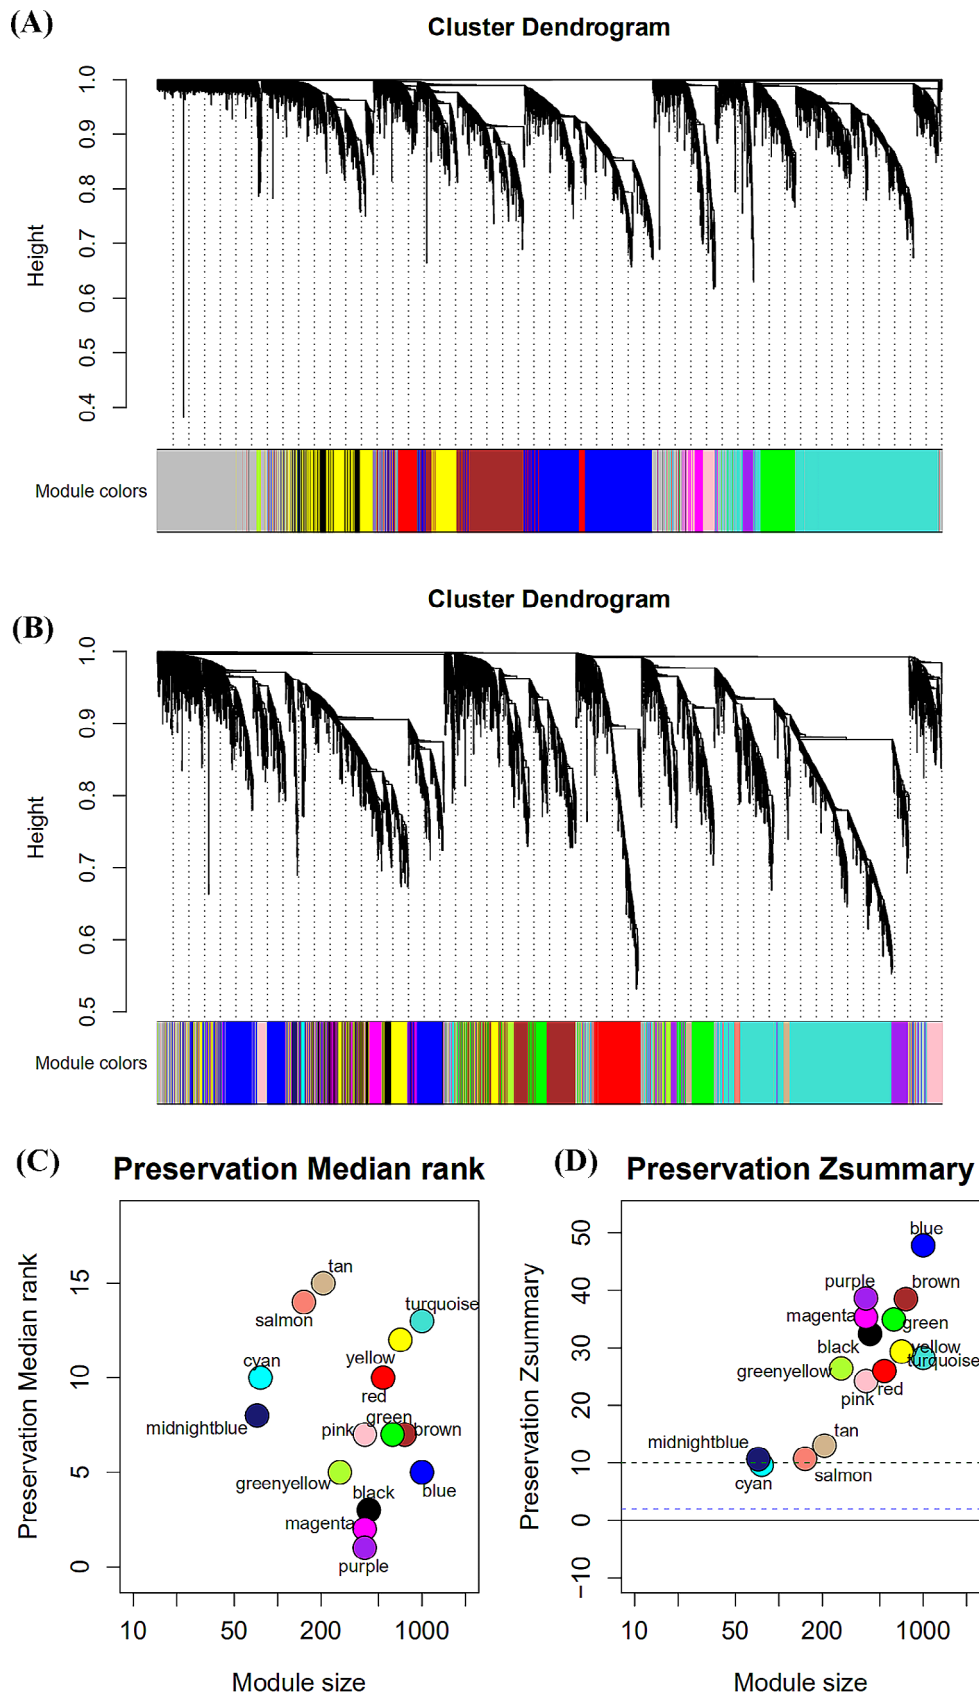 (A)
Cluster Dendrogram
Height
1.0
0.9
0.8
0.7
0.6
0.5
0.4
Module colors
(B)
Cluster Dendrogram
Height
1.0
0.9
0.8
0.7
0.6
0.5
Module colors
(C)
Preservation Median rank
Preservation Median rank
15
10
5
0
tan
salmon
turquoise
yellow
cyan
red
midnightblue
pink
green
brown
greenyellow
blue
black
magenta
purple
10 50 200 1000
Module size
(D)
Preservation Zsummary
Preservation Zsummary
50
40
30
20
10
0
−10
blue
purple
brown
magenta
green
black
yellow
turquoise
greenyellow
red
pink
tan
midnightblue
salmon
cyan
10 50 200 1000
Module size